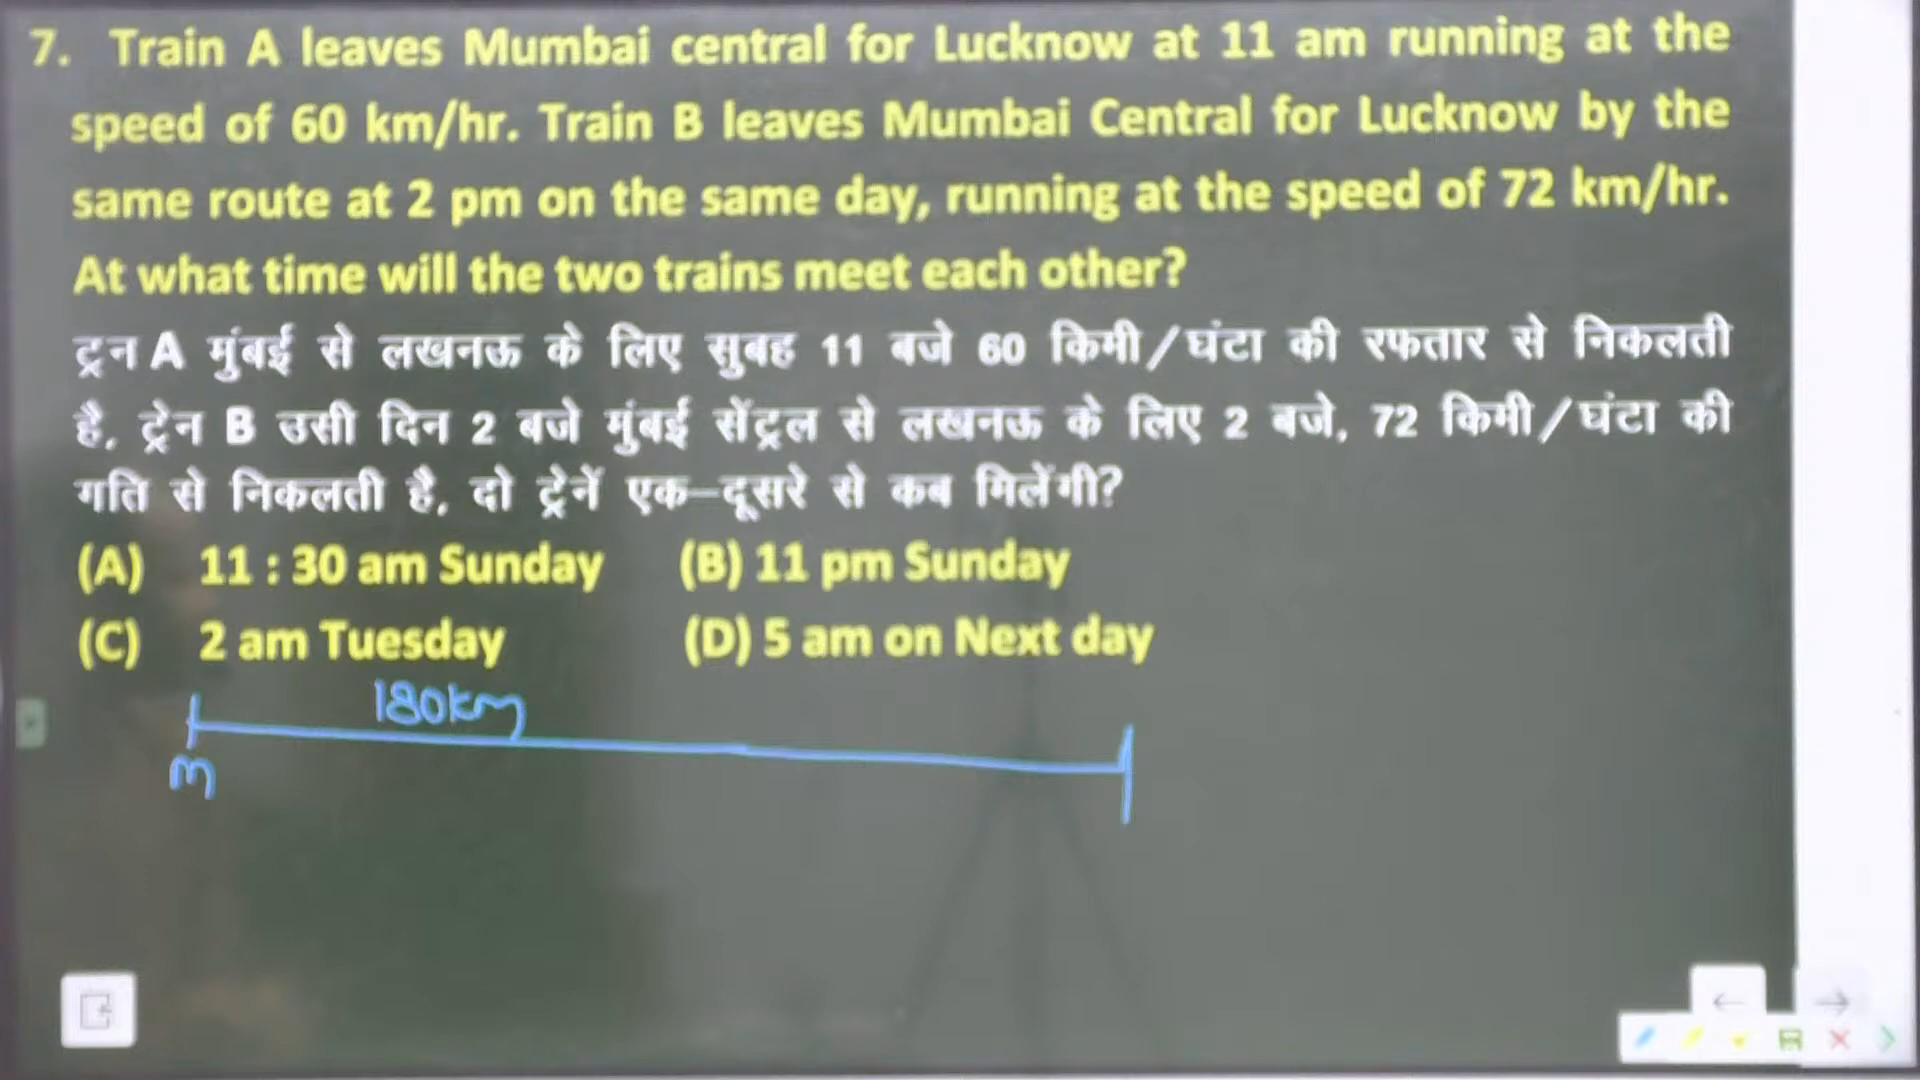 7. Train A leaves Mumbai central for Lucknow at 11 am running at the
speed of 60 km/hr. Train B leaves Mumbai Central for Lucknow by the
same route at 2 pm on the same day, running at the speed of 72 km/hr.
At what time will the two trains meet each other?
ट्रन A मुंबई से लखनऊ के लिए सुबह 11 बजे 60 किमी/घंटा की रफतार से निकलती
है, ट्रेन B उसी दिन 2 बजे मुंबई सेंट्रल से लखनऊ के लिए 2 बजे, 72 किमी/घंटा की
गति से निकलती है, दो ट्रेनें एक–दूसरे से कब मिलेंगी?
(A) 11 : 30 am Sunday (B) 11 pm Sunday
(C) 2 am Tuesday (D) 5 am on Next day
180km
m